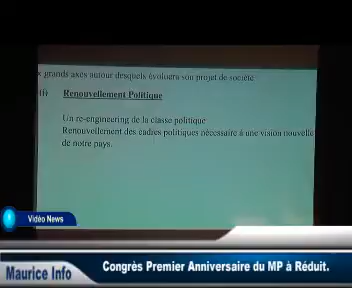 x grands axes autour desquels évoluera son projet de société
(i) Renouvellement Politique
Un re-engineering de la classe politique
Renouvellement des cadres politiques nécessaire à une vision nouvelle
de notre pays.
Vidéo News
Congrès Premier Anniversaire du MP à Réduit.
Maurice Info